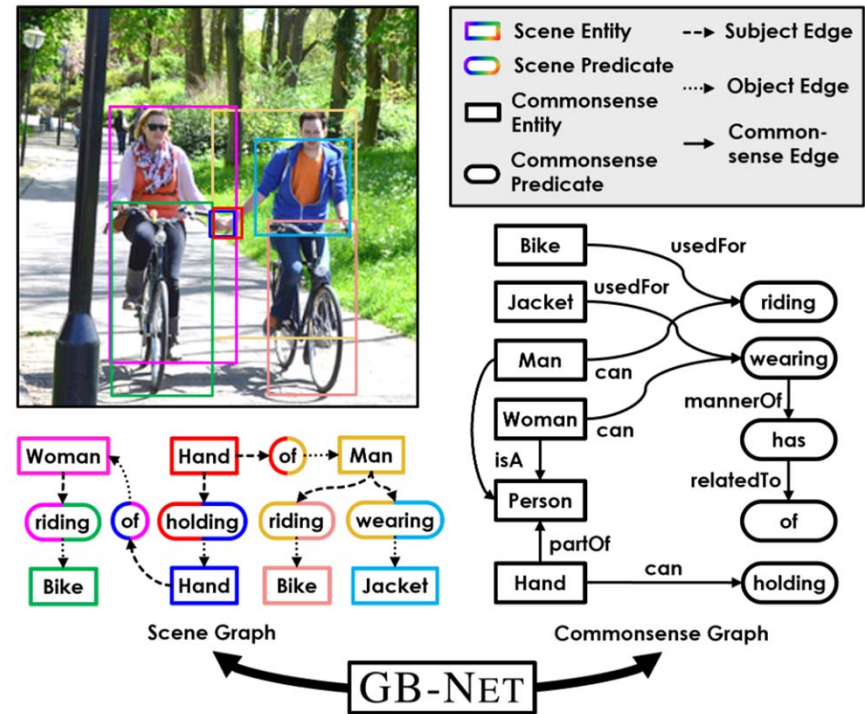 Scene Entity
Scene Predicate
Commonsense
Entity
Commonsense
Predicate
Subject Edge
Object Edge
Common-
sense Edge
Woman
Hand
of
Man
riding
of
holding
riding
wearing
Bike
Hand
Bike
Jacket
Scene Graph
Bike
usedFor
Jacket
usedFor
riding
Man
can
wearing
Woman
can
mannerOf
isA
has
Person
relatedTo
of
partOf
Hand
can
holding
Commonsense Graph
GB-NET